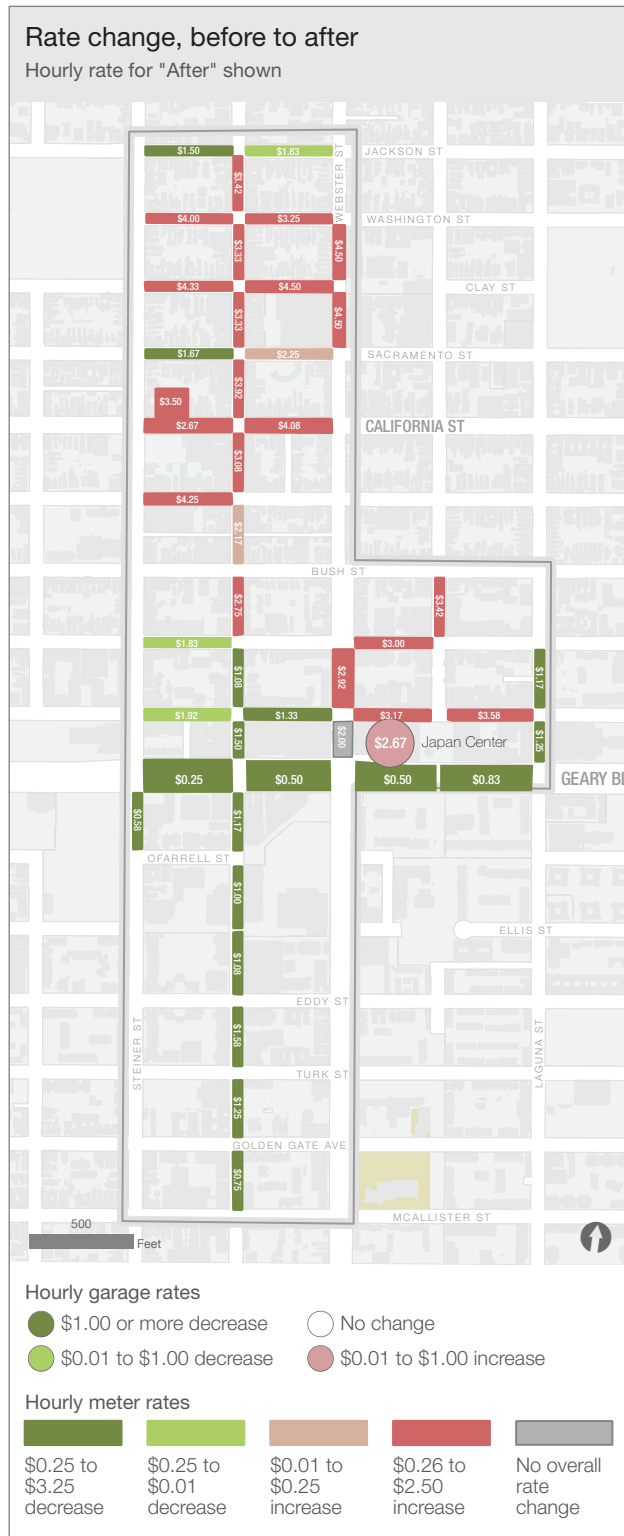 Rate change, before to after
Hourly rate for "After" shown
$1.50
$1.83
WEBSTER ST
JACKSON ST
$3.42
$4.00
$3.25
WASHINGTON ST
$3.33
$4.50
$4.33
$4.50
CLAY ST
$3.33
$4.50
$1.67
$2.25
SACRAMENTO ST
$3.92
$3.50
$2.67
$4.08
CALIFORNIA ST
$3.08
$4.25
$2.17
BUSH ST
$2.75
$3.42
$1.83
$3.00
$1.08
$2.92
$1.17
$1.92
$1.33
$3.17
$3.58
$1.50
$2.00
$2.67
Japan Center
$1.25
$0.25
$0.50
$0.50
$0.83
GEARY BL
$0.58
$1.17
OFARRELL ST
$1.00
ELLIS ST
$1.08
EDDY ST
STEINER ST
$1.58
LAGUNA ST
TURK ST
$1.25
GOLDEN GATE AVE
$0.75
MCALLISTER ST
500
Feet
Hourly garage rates
$1.00 or more decrease
No change
$0.01 to $1.00 decrease
$0.01 to $1.00 increase
Hourly meter rates
$0.25 to $3.25 decrease
$0.25 to $0.01 decrease
$0.01 to $0.25 increase
$0.26 to $2.50 increase
No overall rate change